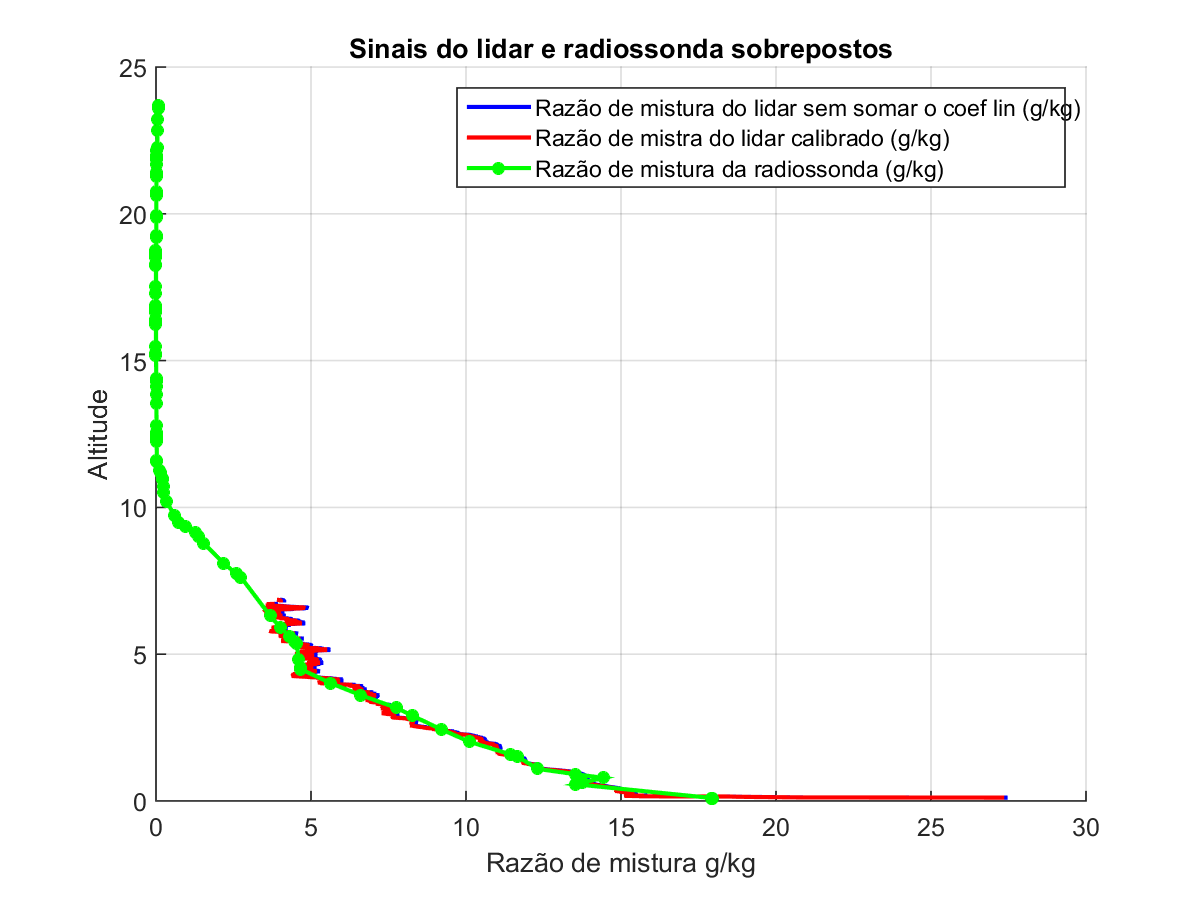 Sinais do lidar e radiossonda sobrepostos
25
Razão de mistura do lidar sem somar o coef lin (g/kg)
Razão de mistra do lidar calibrado (g/kg)
Razão de mistura da radiossonda (g/kg)
20
15
Altitude
10
5
0
0 5 10 15 20 25 30
Razão de mistura g/kg